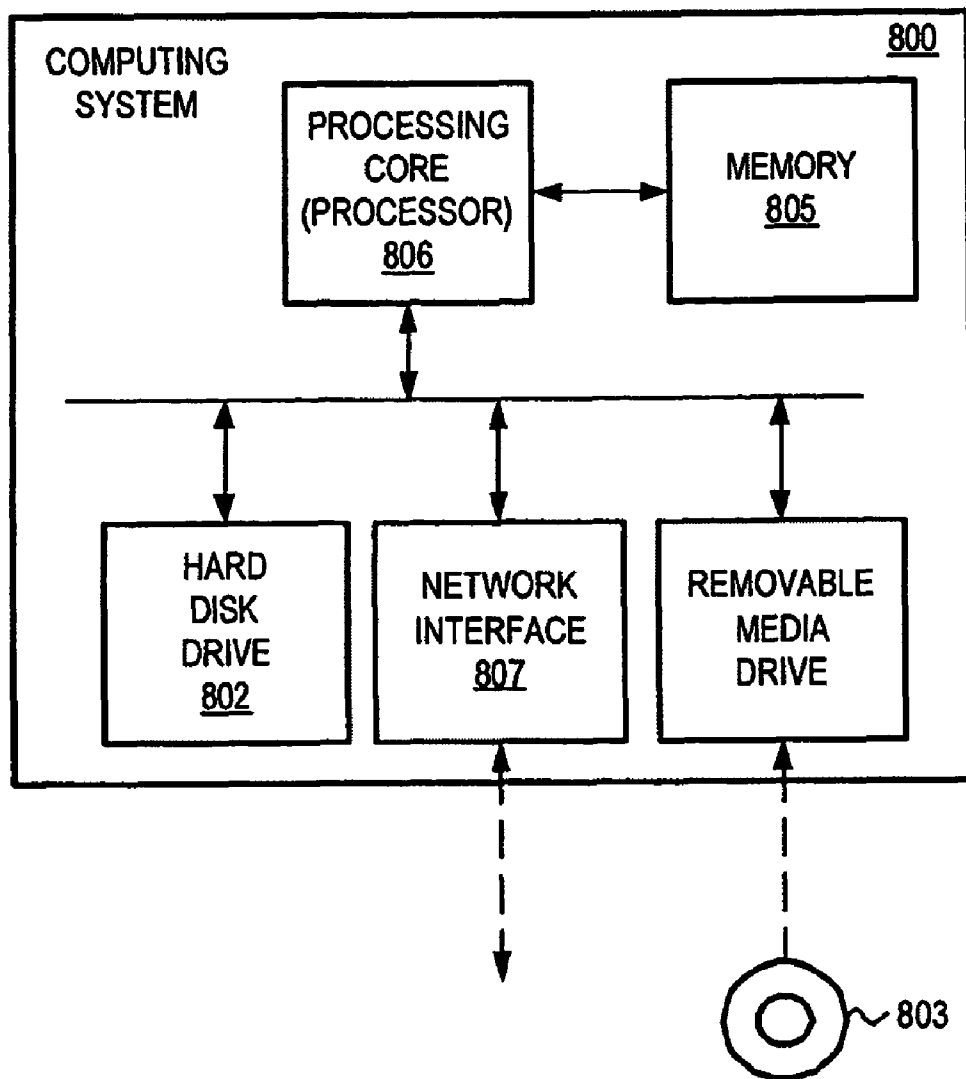 800
COMPUTING
SYSTEM
PROCESSING
CORE
(PROCESSOR)
806
MEMORY
805
HARD
DISK
DRIVE
802
NETWORK
INTERFACE
807
REMOVABLE
MEDIA
DRIVE
803